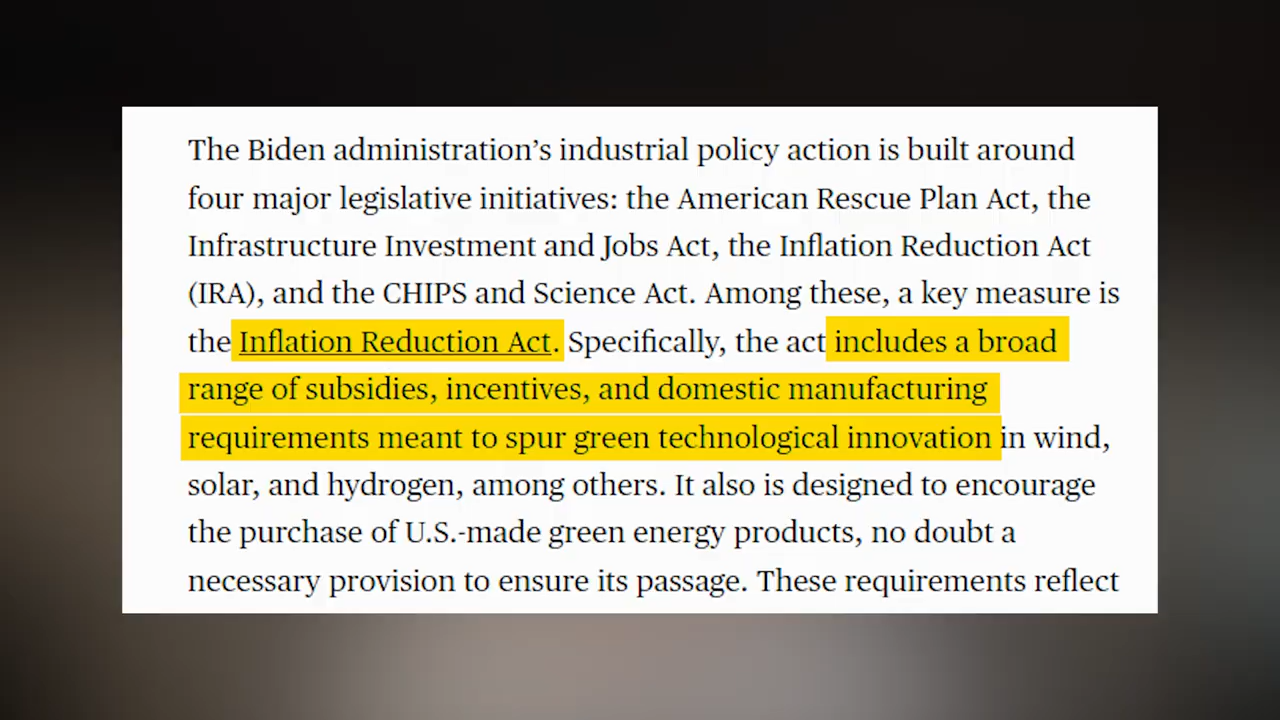 The Biden administration’s industrial policy action is built around
four major legislative initiatives: the American Rescue Plan Act, the
Infrastructure Investment and Jobs Act, the Inflation Reduction Act
(IRA), and the CHIPS and Science Act. Among these, a key measure is
the Inflation Reduction Act. Specifically, the act includes a broad
range of subsidies, incentives, and domestic manufacturing
requirements meant to spur green technological innovation in wind,
solar, and hydrogen, among others. It also is designed to encourage
the purchase of U.S.-made green energy products, no doubt a
necessary provision to ensure its passage. These requirements reflect